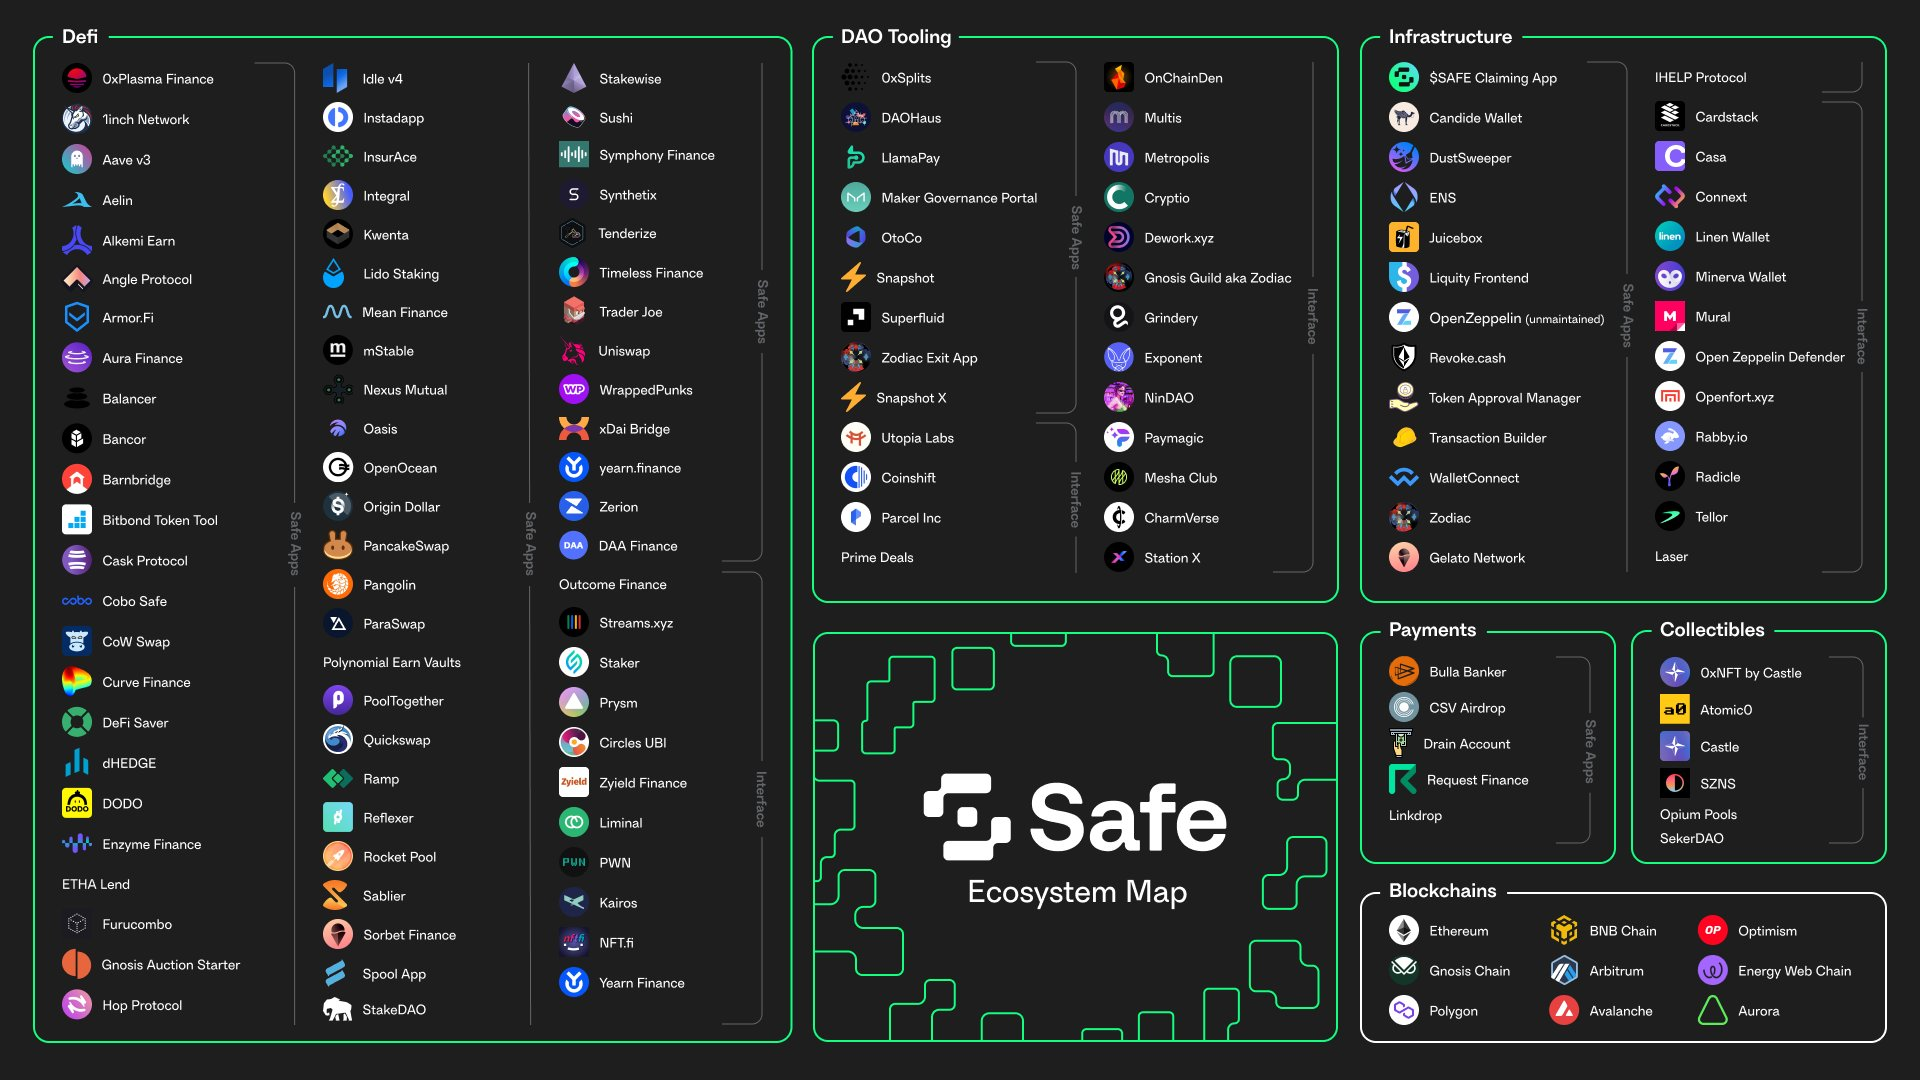 Defi
0xPlasma Finance
1inch Network
Aave v3
Aelin
Alkemi Earn
Angle Protocol
Armor.Fi
Aura Finance
Balancer
Bancor
Barnbridge
Bitbond Token Tool
Cask Protocol
cobo
Cobo Safe
CoW Swap
Curve Finance
DeFi Saver
dHEDGE
DODO
DODO
Enzyme Finance
ETHA Lend
Furucombo
Gnosis Auction Starter
Hop Protocol
Safe Apps
Idle v4
Instadapp
InsurAce
Integral
Kwenta
Lido Staking
Mean Finance
m
mStable
Nexus Mutual
Oasis
OpenOcean
Origin Dollar
PancakeSwap
Pangolin
ParaSwap
Polynomial Earn Vaults
PoolTogether
Quickswap
Ramp
Reflexer
Rocket Pool
Sablier
Sorbet Finance
Spool App
StakeDAO
Safe Apps
Stakewise
Sushi
Symphony Finance
S
Synthetix
Tenderize
Timeless Finance
Trader Joe
Uniswap
WP
WrappedPunks
xDai Bridge
yearn.finance
Zerion
DAA
DAA Finance
Safe Apps
Outcome Finance
Streams.xyz
Staker
Prysm
Circles UBI
Zyield
Zyield Finance
Liminal
PWN
PWN
Kairos
nft fi
NFT.fi
Yearn Finance
Interface
DAO Tooling
0xSplits
DAOHaus
LlamaPay
Maker Governance Portal
OtoCo
Snapshot
Superfluid
Zodiac Exit App
Snapshot X
Safe Apps
Utopia Labs
Coinshift
Parcel Inc
Prime Deals
Interface
OnChainDen
m
Multis
Metropolis
Cryptio
Dework.xyz
Gnosis Guild aka Zodiac
Grindery
Exponent
NinDAO
Paymagic
Mesha Club
CharmVerse
Station X
Interface
Infrastructure
$SAFE Claiming App
Candide Wallet
DustSweeper
ENS
Juicebox
Liquity Frontend
OpenZeppelin (unmaintained)
Revoke.cash
Token Approval Manager
Transaction Builder
WalletConnect
Zodiac
Gelato Network
Safe Apps
IHELP Protocol
CARDSTACK
Cardstack
Casa
Connext
linen
Linen Wallet
Minerva Wallet
M
Mural
Open Zeppelin Defender
Openfort.xyz
Rabby.io
Radicle
Tellor
Laser
Interface
Safe
Ecosystem Map
Payments
Bulla Banker
CSV Airdrop
Drain Account
Request Finance
Linkdrop
Safe Apps
Collectibles
0xNFT by Castle
a0
Atomic0
Castle
SZNS
Opium Pools
SekerDAO
Interface
Blockchains
Ethereum
BNB Chain
OP
Optimism
Gnosis Chain
Arbitrum
Energy Web Chain
Polygon
Avalanche
Aurora